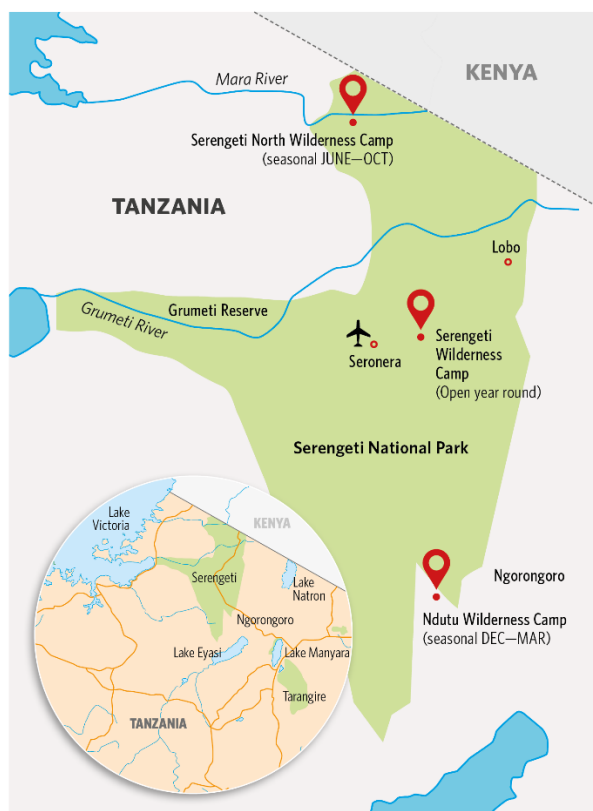 KENYA
Mara River
Serengeti North Wilderness Camp
(seasonal JUNE—OCT)
TANZANIA
Lobo
Grumeti Reserve
Grumeti River
Seronera
Serengeti
Wilderness
Camp
(Open year round)
Serengeti National Park
Ngorongoro
Ndutu Wilderness Camp
(seasonal DEC—MAR)
Lake
Victoria
KENYA
Serengeti
Lake
Natron
Ngorongoro
Lake Eyasi
Lake Manyara
Tarangire
TANZANIA